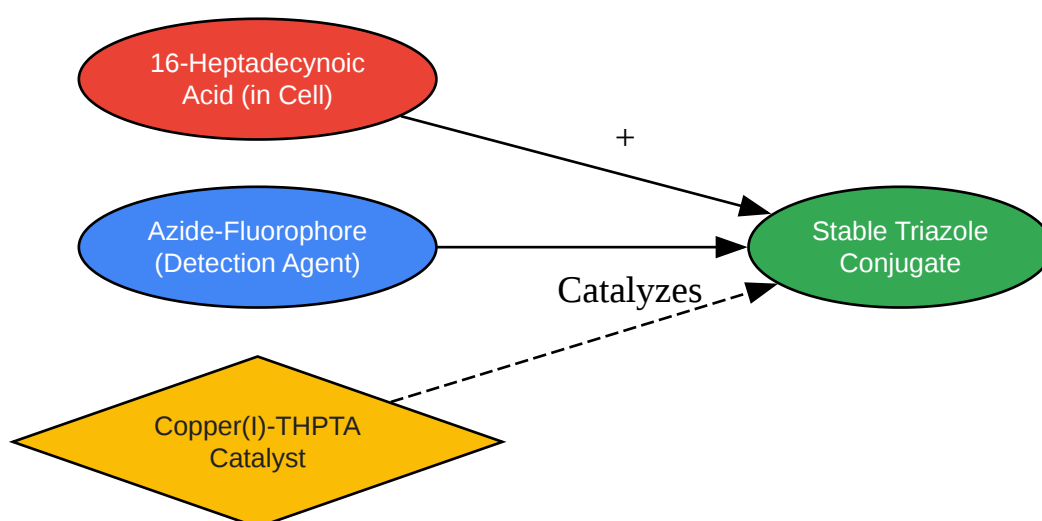 16-Heptadecynoic
Acid (in Cell)
+
Azide-Fluorophore
(Detection Agent)
Stable Triazole
Conjugate
Catalyzes
Copper(I)-THPTA
Catalyst